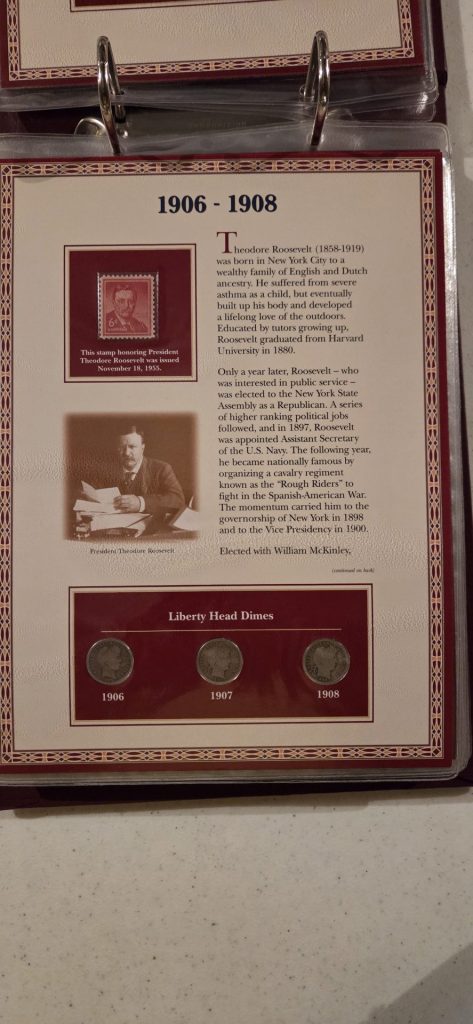 1906 - 1908
Theodore Roosevelt (1858-1919)
was born in New York City to a
wealthy family of English and Dutch
ancestry. He suffered from severe
asthma as a child, but eventually
built up his body and developed
a lifelong love of the outdoors.
Educated by tutors growing up,
Roosevelt graduated from Harvard
University in 1880.
6¢
This stamp honoring President
Theodore Roosevelt was issued
November 18, 1955.
Only a year later, Roosevelt – who
was interested in public service –
was elected to the New York State
Assembly as a Republican. A series
of higher ranking political jobs
followed, and in 1897, Roosevelt
was appointed Assistant Secretary
of the U.S. Navy. The following year,
he became nationally famous by
organizing a cavalry regiment
known as the “Rough Riders” to
fight in the Spanish-American War.
The momentum carried him to the
governorship of New York in 1898
and to the Vice Presidency in 1900.
Elected with William McKinley,
President Theodore Roosevelt
(continued on back)
Liberty Head Dimes
1906
1907
1908